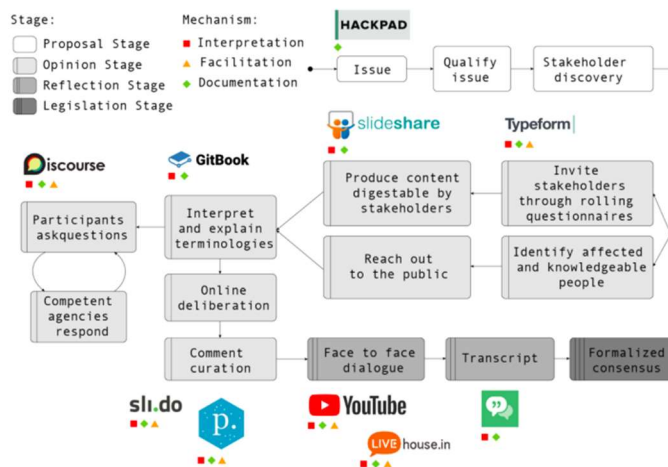 Stage:
Proposal Stage
Opinion Stage
Reflection Stage
Legislation Stage
Mechanism:
Interpretation
Facilitation
Documentation
HACKPAD
Issue
Qualify
issue
Stakeholder
discovery
slideshare
Typeform
Discourse
GitBook
Produce content
digestable by
stakeholders
Invite
stakeholders
through rolling
questionnaires
Participants
askquestions
Interpret
and explain
terminologies
Reach out
to the public
Identify affected
and knowledgeable
people
Competent
agencies
respond
Online
deliberation
Comment
curation
Face to face
dialogue
Transcript
Formalized
consensus
sli.do
p.
YouTube
LIVE house.in